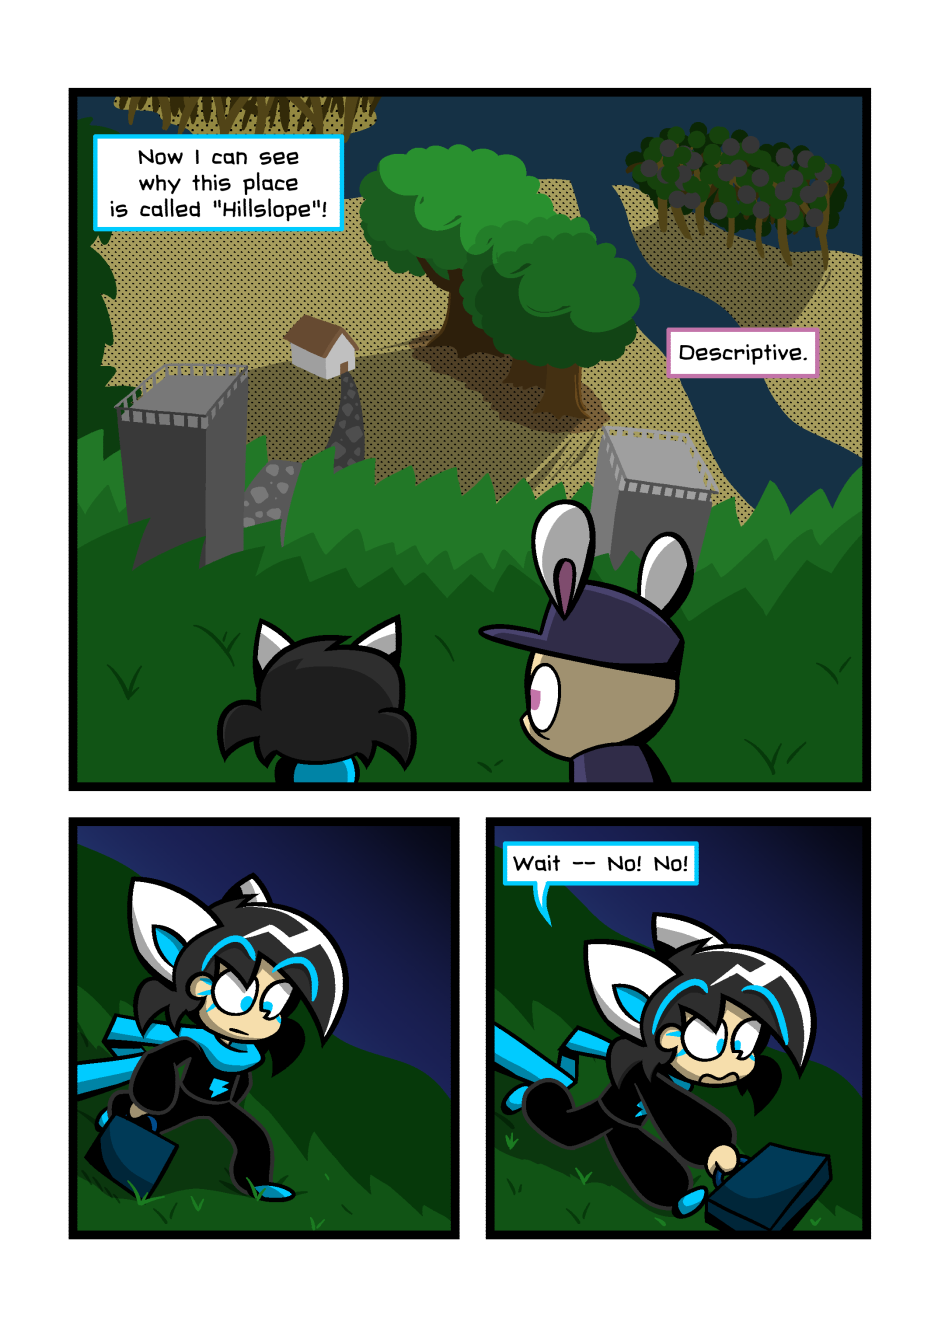 Now I can see
why this place
is called "Hillslope"!
Descriptive.
Wait -- No! No!